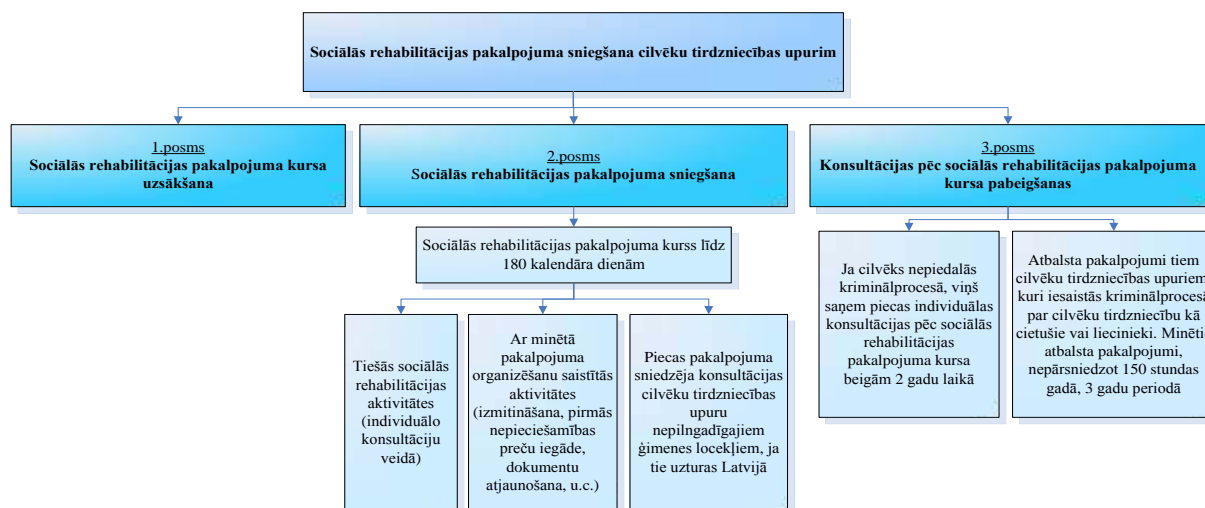 Sociālās rehabilitācijas pakalpojuma sniegšana cilvēku tirdzniecības upurim
1.posms
Sociālās rehabilitācijas pakalpojuma kursa
uzsākšana
2.posms
Sociālās rehabilitācijas pakalpojuma sniegšana
3.posms
Konsultācijas pēc sociālās rehabilitācijas pakalpojuma
kursa pabeigšanas
Sociālās rehabilitācijas pakalpojuma kurss līdz
180 kalendāra dienām
Tiešās sociālās
rehabilitācijas
aktivitātes
(individuālo
konsultāciju
veidā)
Ar minētā
pakalpojuma
organizēšanu saistītās
aktivitātes
(izmitināšana, pirmās
nepieciešamības
preču iegāde,
dokumentu
atjaunošana, u.c.)
Piecas pakalpojuma
sniedzēja konsultācijas
cilvēku tirdzniecības
upuru
nepilngadīgajiem
ģimenes locekļiem, ja
tie uzturas Latvijā
Ja cilvēks nepiedalās
kriminālprocesā, viņš
saņem piecas individuālas
konsultācijas pēc sociālās
rehabilitācijas
pakalpojuma kursa
beigām 2 gadu laikā
Atbalsta pakalpojumi tiem
cilvēku tirdzniecības upuriem
kuri iesaistās kriminālprocesā
par cilvēku tirdzniecību kā
cietušie vai liecinieki. Minētie
atbalsta pakalpojumi,
nepārsniedzot 150 stundas
gadā, 3 gadu periodā